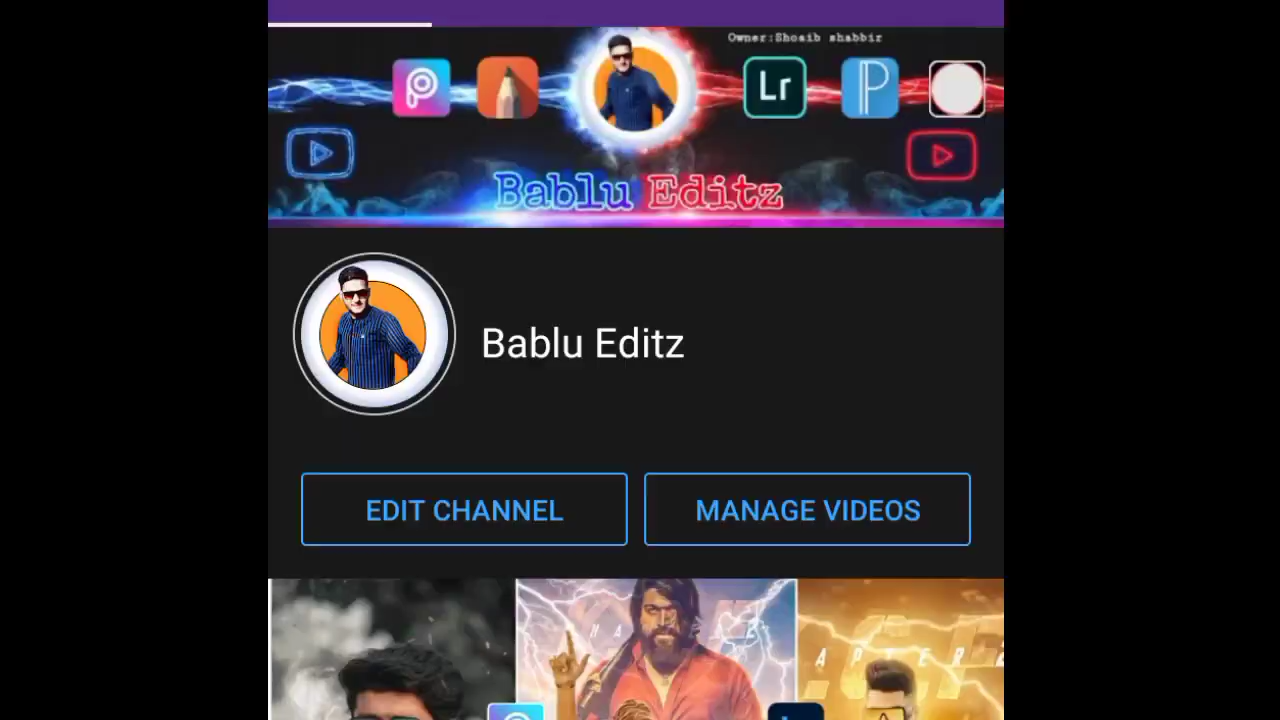 Owner:Shoaib shabbir
Lr
Bablu Editz
Bablu Editz
EDIT CHANNEL
MANAGE VIDEOS